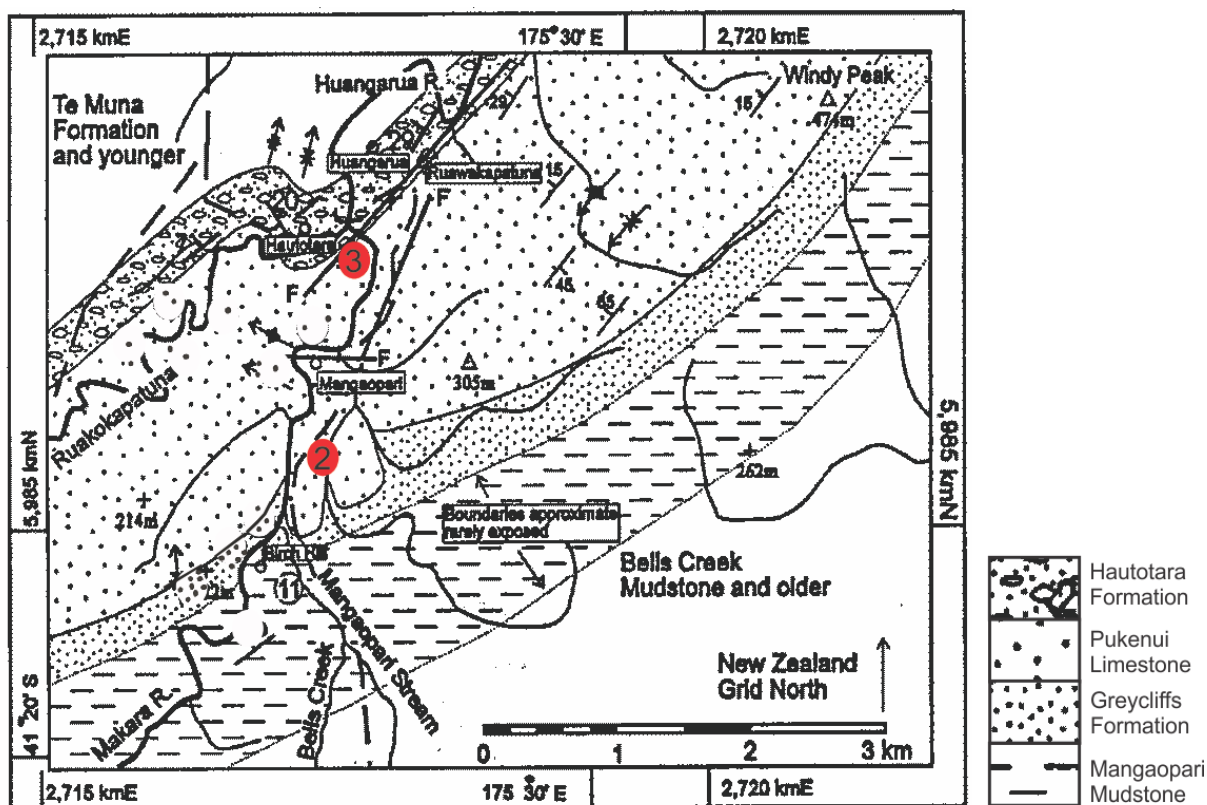 2,715 kmE
175° 30' E
2,720 kmE
Te Muna
Formation
and younger
Huangarua R.
Windy Peak
474m
15
29
Huangarua
Ruawakapatuna
15
20
F
Hautotara
3
45
F
65
F
Mangaopari
305m
Ruakokapatuna
5,985 kmN
5,985 kmN
2
262m
214m
Boundaries approximate
rarely exposed
Birch Hill
11
Bells Creek
Mudstone and older
Mangaopari Stream
Bells Creek
Makara R.
41° 20' S
New Zealand
Grid North
0 1 2 3 km
2,715 kmE
175° 30' E
2,720 kmE
Hautotara
Formation
Pukenui
Limestone
Greycliffs
Formation
Mangaopari
Mudstone